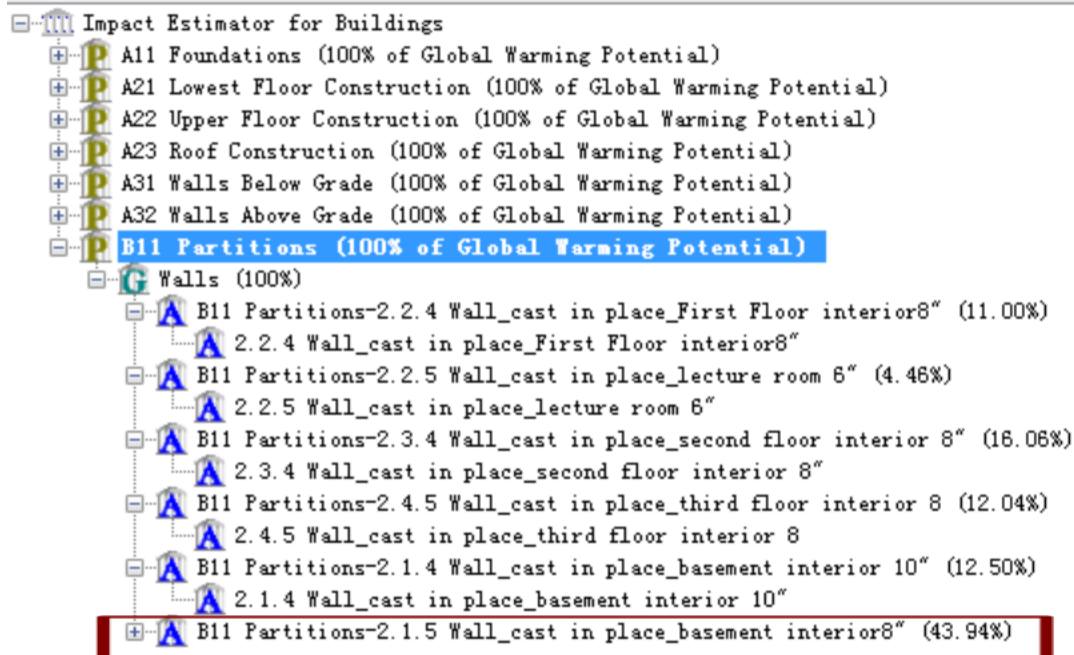 Impact Estimator for Buildings
A11 Foundations (100% of Global Warming Potential)
A21 Lowest Floor Construction (100% of Global Warming Potential)
A22 Upper Floor Construction (100% of Global Warming Potential)
A23 Roof Construction (100% of Global Warming Potential)
A31 Walls Below Grade (100% of Global Warming Potential)
A32 Walls Above Grade (100% of Global Warming Potential)
B11 Partitions (100% of Global Warming Potential)
Walls (100%)
B11 Partitions-2.2.4 Wall_cast in place_First Floor interior8" (11.00%)
2.2.4 Wall_cast in place_First Floor interior8"
B11 Partitions-2.2.5 Wall_cast in place_lecture room 6" (4.46%)
2.2.5 Wall_cast in place_lecture room 6"
B11 Partitions-2.3.4 Wall_cast in place_second floor interior 8" (16.06%)
2.3.4 Wall_cast in place_second floor interior 8"
B11 Partitions-2.4.5 Wall_cast in place_third floor interior 8 (12.04%)
2.4.5 Wall_cast in place_third floor interior 8
B11 Partitions-2.1.4 Wall_cast in place_basement interior 10" (12.50%)
2.1.4 Wall_cast in place_basement interior 10"
B11 Partitions-2.1.5 Wall_cast in place_basement interior8" (43.94%)